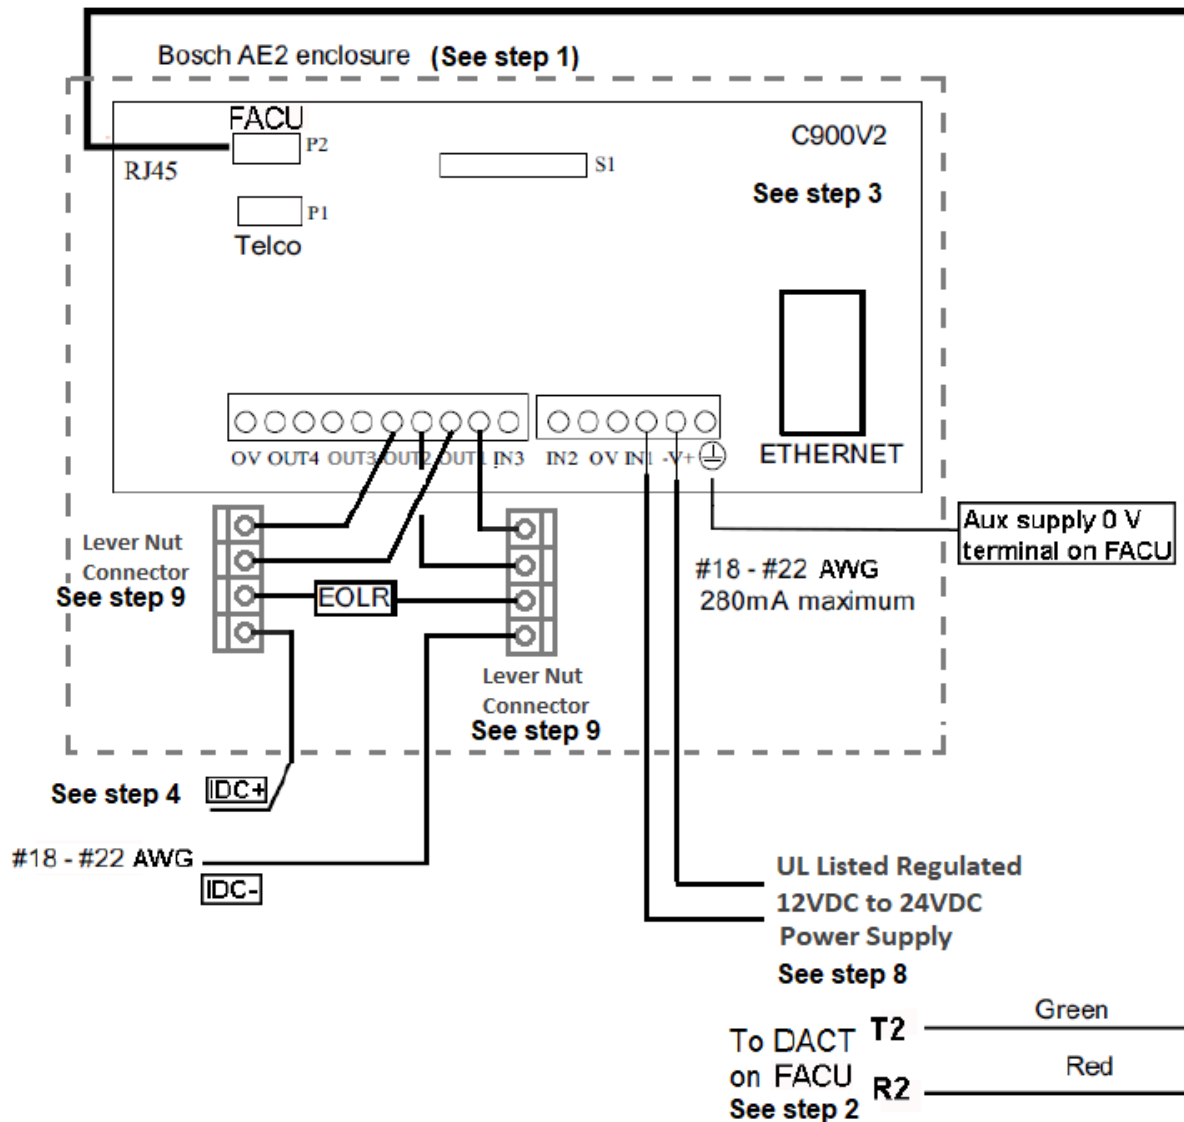 Bosch AE2 enclosure (See step 1)
FACU
P2
C900V2
RJ45
S1
See step 3
P1
Telco
OV OUT4 OUT3 OUT2 OUT1 IN3
IN2 OV IN1 -V+
ETHERNET
Lever Nut
Connector
See step 9
EOLR
Aux supply 0 V
terminal on FACU
#18 - #22 AWG
280mA maximum
Lever Nut
Connector
See step 9
See step 4
IDC+
#18 - #22 AWG
IDC-
UL Listed Regulated
12VDC to 24VDC
Power Supply
See step 8
To DACT
on FACU
See step 2
T2
Green
R2
Red